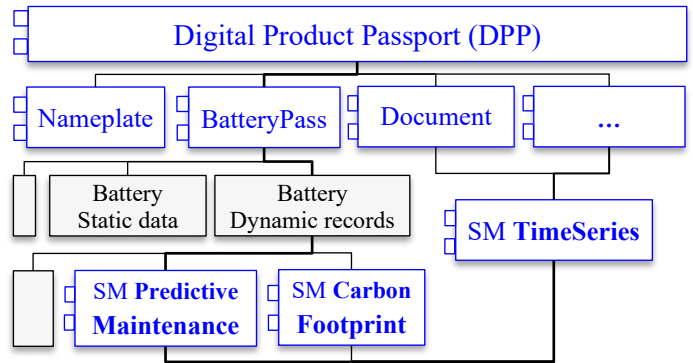 Digital Product Passport (DPP)
Nameplate
BatteryPass
Document
...
Battery
Static data
Battery
Dynamic records
SM TimeSeries
SM Predictive
Maintenance
SM Carbon
Footprint